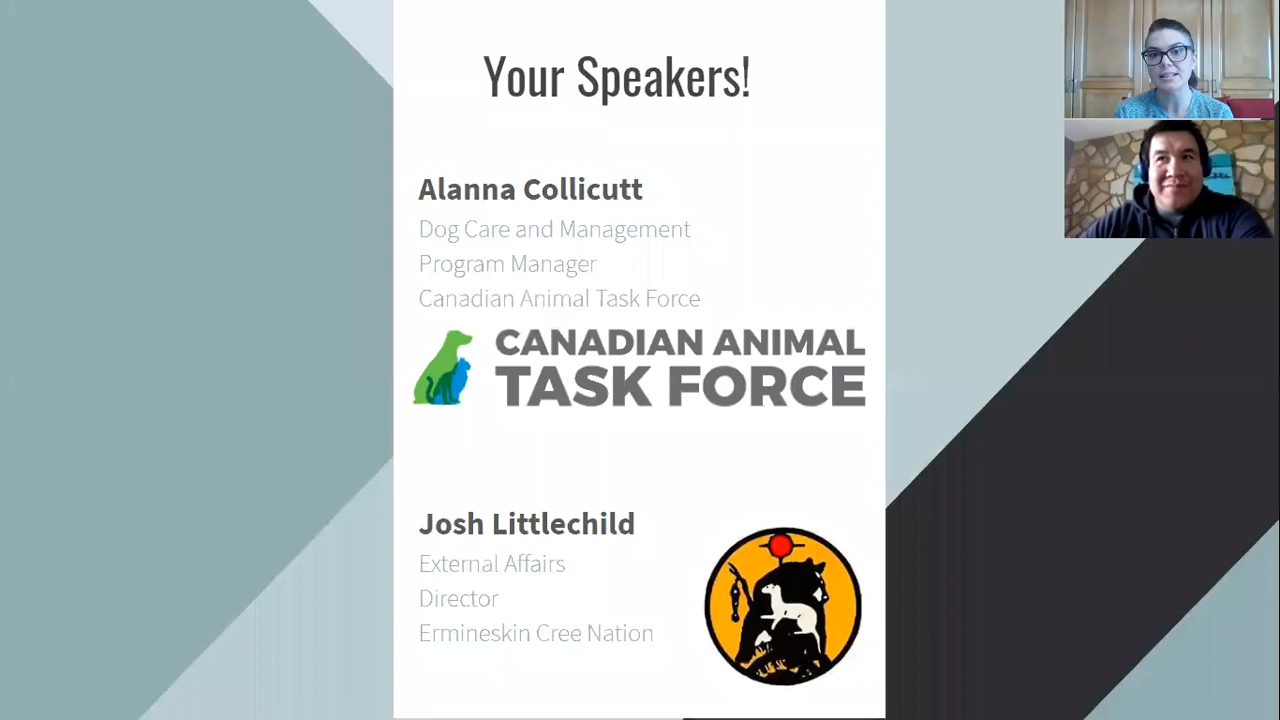 Your Speakers!
Alanna Collicutt
Dog Care and Management
Program Manager
Canadian Animal Task Force
CANADIAN ANIMAL
TASK FORCE
Josh Littlechild
External Affairs
Director
Ermineskin Cree Nation